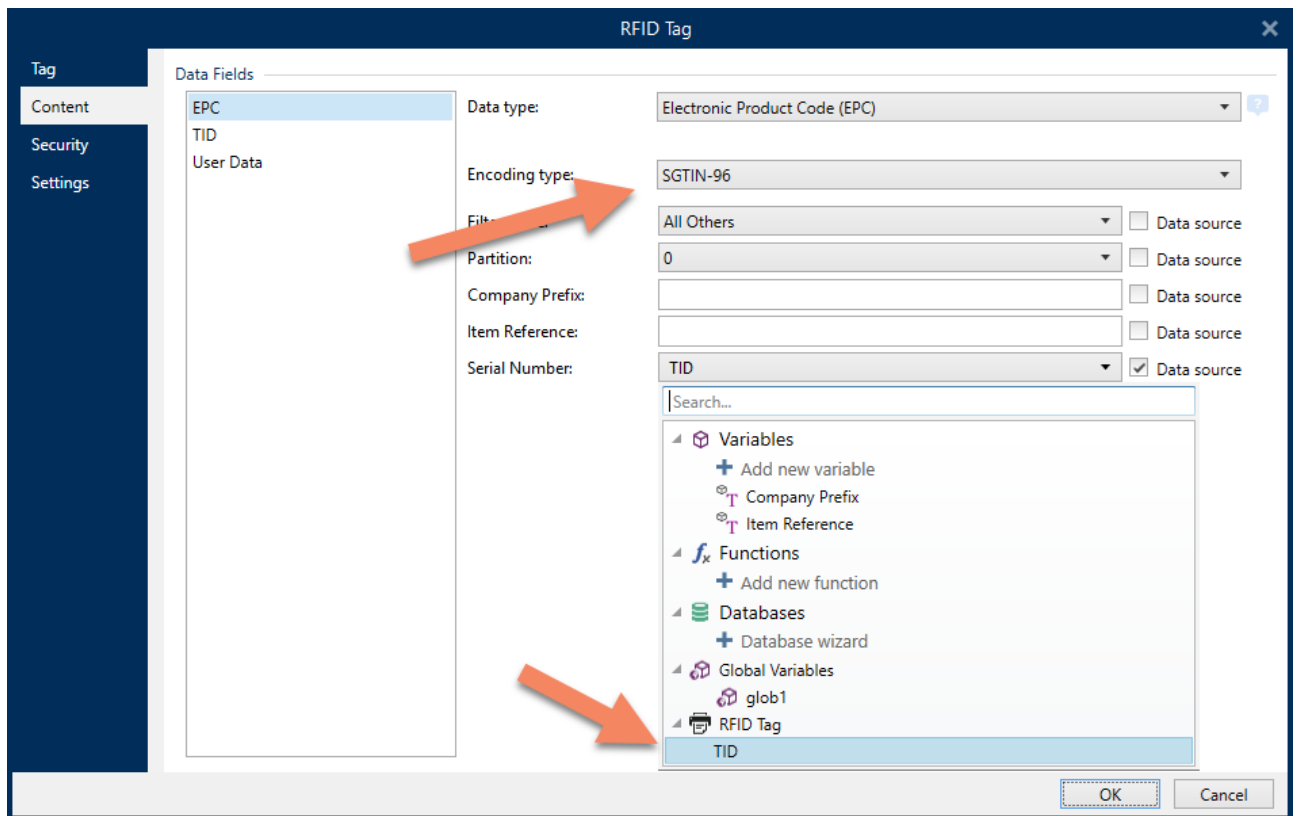 RFID Tag
Tag
Content
Security
Settings
Data Fields
EPC
TID
User Data
Data type:
Electronic Product Code (EPC)
?
Encoding type:
SGTIN-96
All Others
Data source
Partition:
0
Data source
Company Prefix:
Data source
Item Reference:
Data source
Serial Number:
TID
Data source
Search...
Variables
Add new variable
T Company Prefix
T Item Reference
fx Functions
Add new function
Databases
Database wizard
Global Variables
glob1
RFID Tag
TID
OK
Cancel